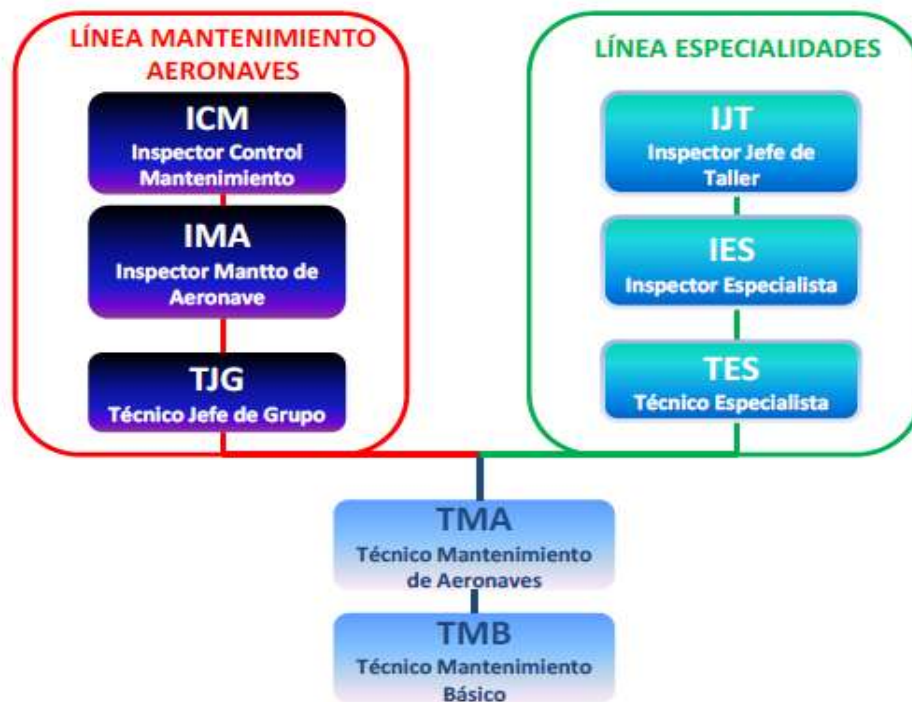 LÍNEA MANTENIMIENTO
AERONAVES
ICM
Inspector Control
Mantenimiento
IMA
Inspector Mantto de
Aeronave
TJG
Técnico Jefe de Grupo
LÍNEA ESPECIALIDADES
IJT
Inspector Jefe de
Taller
IES
Inspector Especialista
TES
Técnico Especialista
TMA
Técnico Mantenimiento
de Aeronaves
TMB
Técnico Mantenimiento
Básico